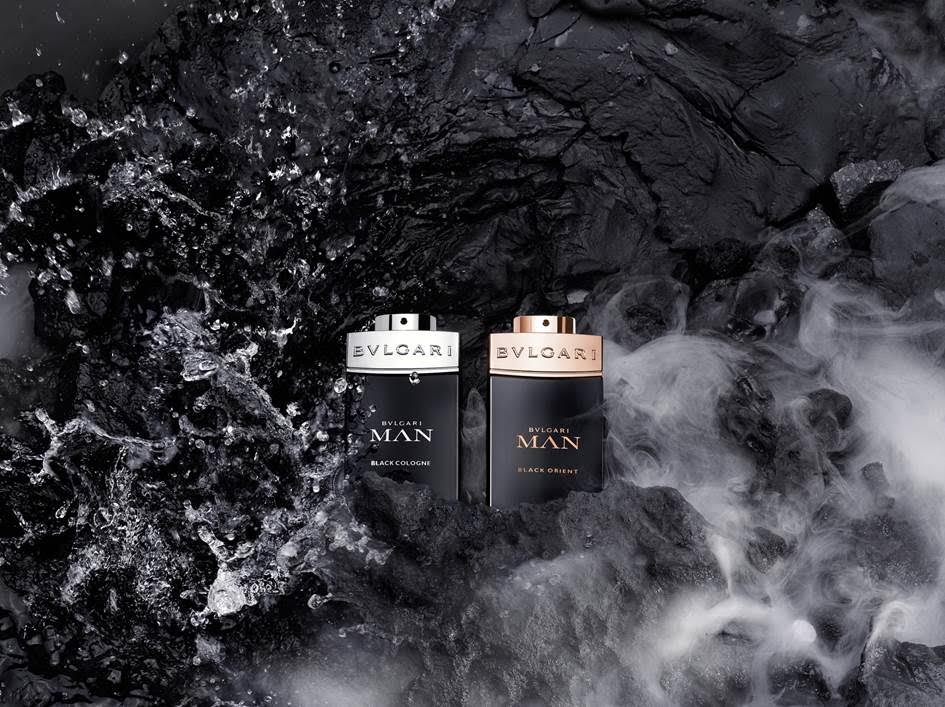 BVLGARI
BVLGARI
MAN
BLACK COLOGNE
BVLGARI
BVLGARI
MAN
BLACK ORIENT